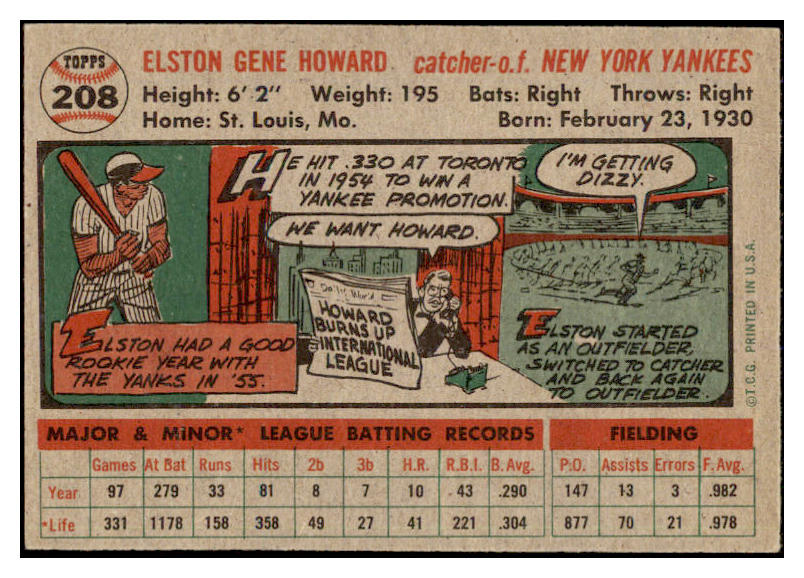 TOPPS
208
ELSTON GENE HOWARD catcher-o.f. NEW YORK YANKEES
Height: 6' 2" Weight: 195 Bats: Right Throws: Right
Home: St. Louis, Mo. Born: February 23, 1930
HE HIT .330 AT TORONTO
IN 1954 TO WIN A
YANKEE PROMOTION.
I'M GETTING
DIZZY.
WE WANT HOWARD.
HOWARD
BURNS UP
INTERNATIONAL
LEAGUE
ELSTON HAD A GOOD
ROOKIE YEAR WITH
THE YANKS IN '55.
ELSTON STARTED
AS AN OUTFIELDER,
SWITCHED TO CATCHER
AND BACK AGAIN
TO OUTFIELDER.
©T.C.G. PRINTED IN U.S.A.
MAJOR & MINOR* LEAGUE BATTING RECORDS FIELDING
Games At Bat Runs Hits 2b 3b H.R. R.B.I. B. Avg. P.O. Assists Errors F. Avg.
Year 97 279 33 81 8 7 10 43 .290 147 13 3 .982
*Life 331 1178 158 358 49 27 41 221 .304 877 70 21 .978